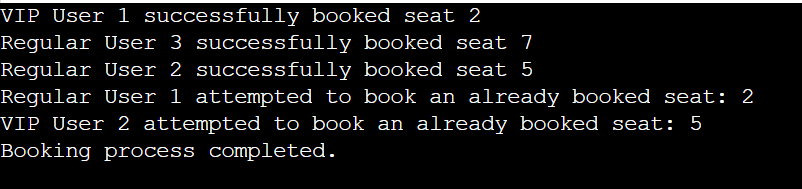 VIP User 1 successfully booked seat 2
Regular User 3 successfully booked seat 7
Regular User 2 successfully booked seat 5
Regular User 1 attempted to book an already booked seat: 2
VIP User 2 attempted to book an already booked seat: 5
Booking process completed.